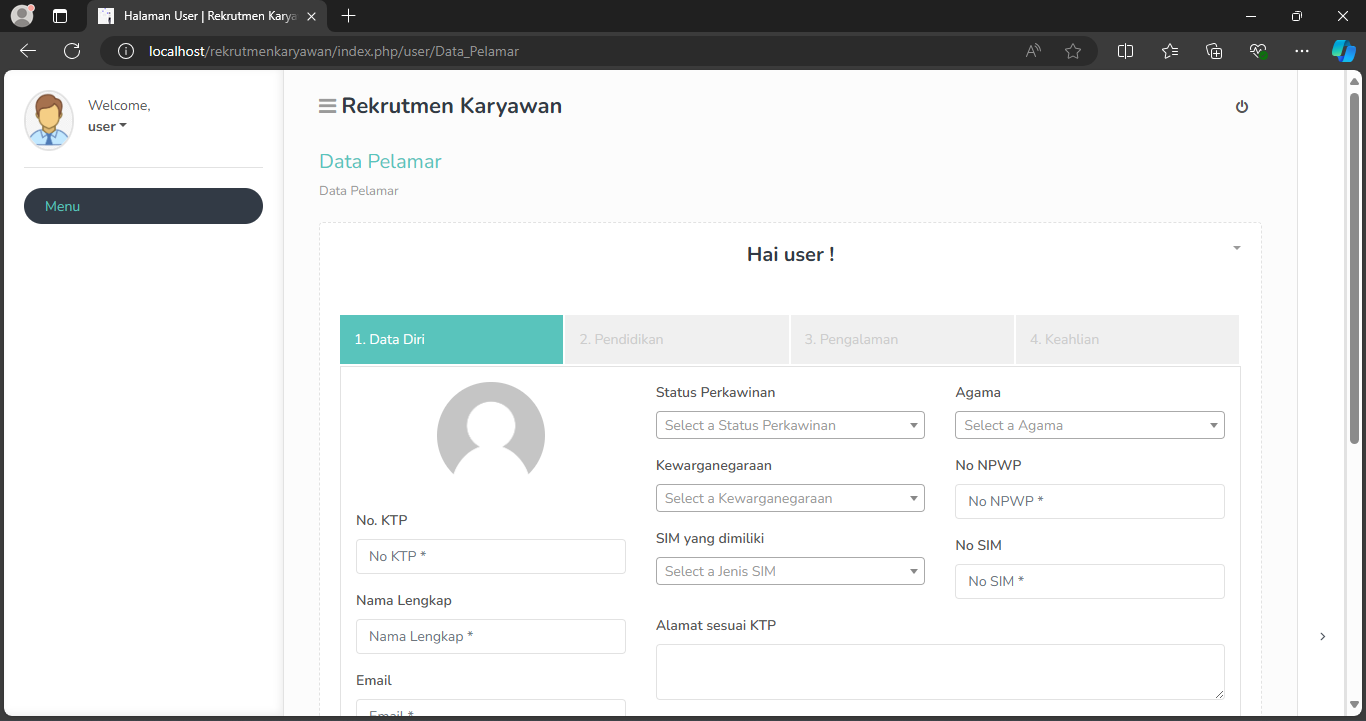 Halaman User | Rekrutmen Karya
localhost/rekrutmenkaryawan/index.php/user/Data_Pelamar
Welcome,
user
Menu
Rekrutmen Karyawan
Data Pelamar
Data Pelamar
Hai user !
1. Data Diri
2. Pendidikan
3. Pengalaman
4. Keahlian
No. KTP
No KTP *
Nama Lengkap
Nama Lengkap *
Email
Email *
Status Perkawinan
Select a Status Perkawinan
Kewarganegaraan
Select a Kewarganegaraan
SIM yang dimiliki
Select a Jenis SIM
Agama
Select a Agama
No NPWP
No NPWP *
No SIM
No SIM *
Alamat sesuai KTP